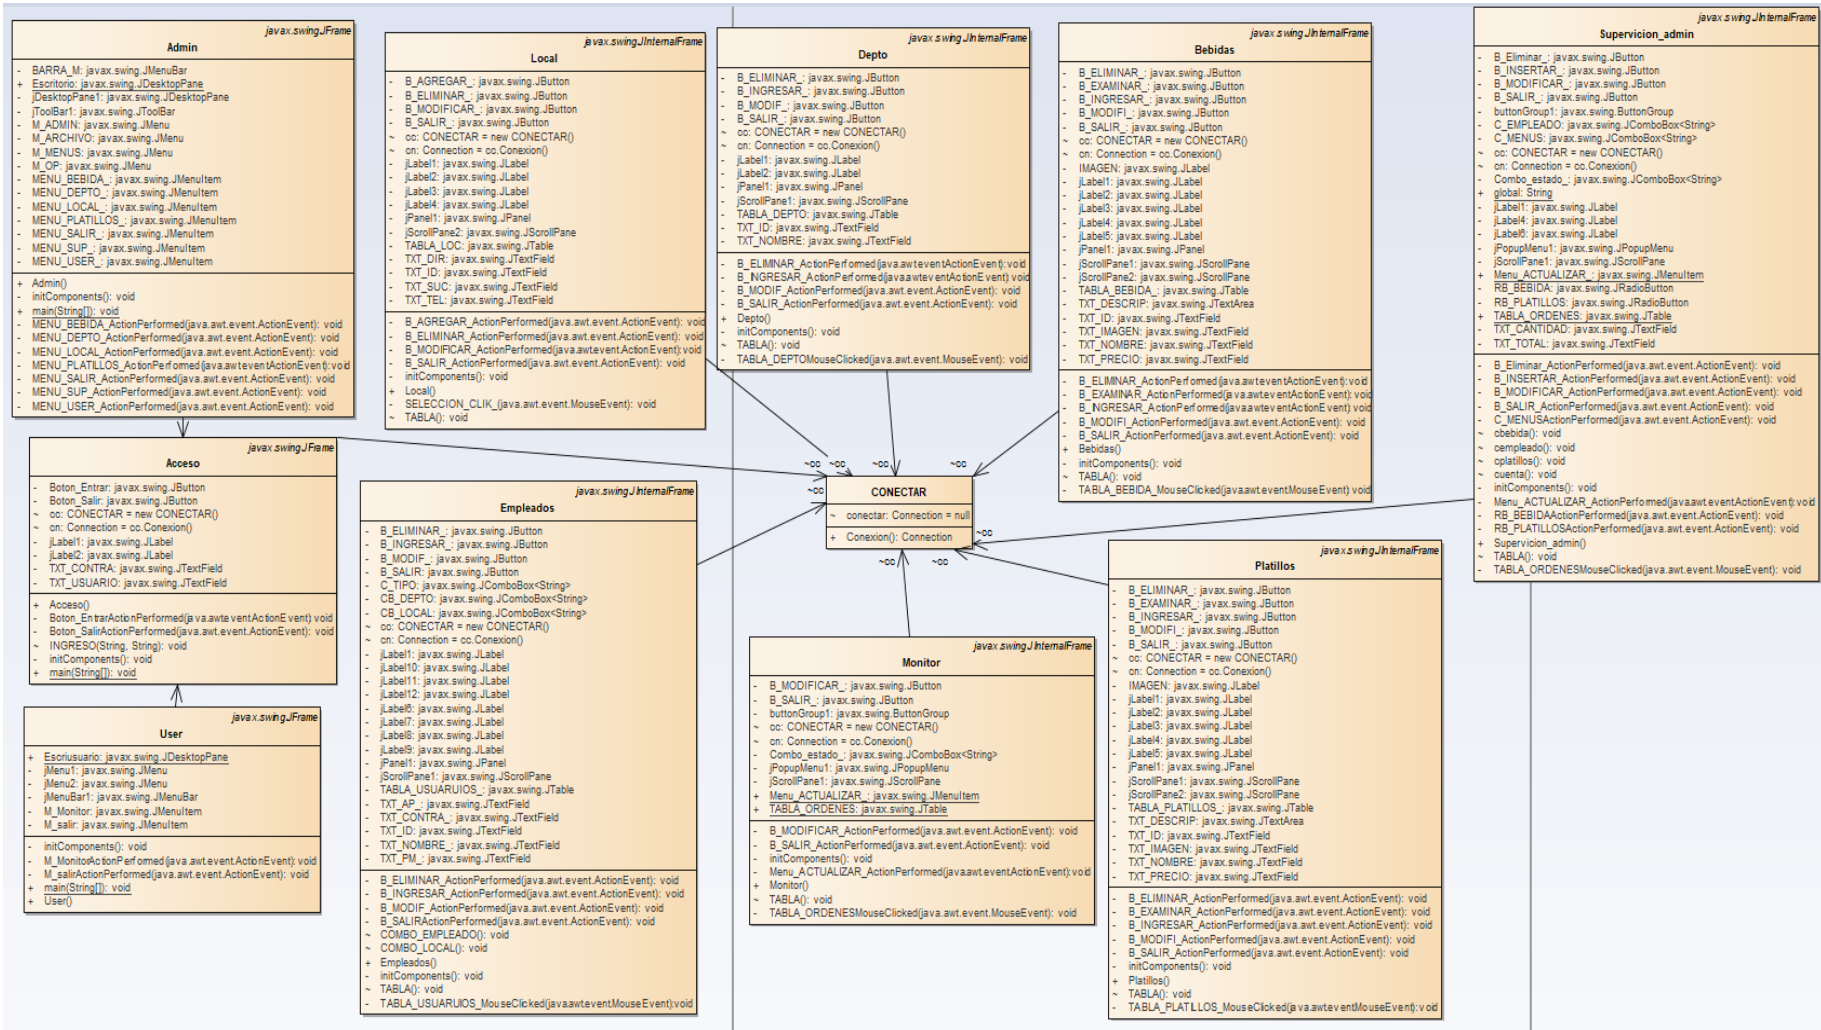 javax.swing.JFrame
Admin
- BARRA_M: javax.swing.JMenuBar
+ Escritorio: javax.swing.JDesktopPane
- jDesktopPane1: javax.swing.JDesktopPane
- jToolBar1: javax.swing.JToolBar
- M_ADMIN: javax.swing.JMenu
- M_ARCHIVO: javax.swing.JMenu
- M_MENUS: javax.swing.JMenu
- M_OP: javax.swing.JMenu
- MENU_BEBIDA_: javax.swing.JMenuItem
- MENU_DEPTO_: javax.swing.JMenuItem
- MENU_LOCAL_: javax.swing.JMenuItem
- MENU_PLATILLOS_: javax.swing.JMenuItem
- MENU_SALIR_: javax.swing.JMenuItem
- MENU_SUP_: javax.swing.JMenuItem
- MENU_USER_: javax.swing.JMenuItem
+ Admin()
- initComponents(): void
+ main(String[]): void
- MENU_BEBIDA_ActionPerformed(java.awt.event.ActionEvent): void
- MENU_DEPTO_ActionPerformed(java.awt.event.ActionEvent): void
- MENU_LOCAL_ActionPerformed(java.awt.event.ActionEvent): void
- MENU_PLATILLOS_ActionPerformed(java.awt.event.ActionEvent): void
- MENU_SALIR_ActionPerformed(java.awt.event.ActionEvent): void
- MENU_SUP_ActionPerformed(java.awt.event.ActionEvent): void
- MENU_USER_ActionPerformed(java.awt.event.ActionEvent): void
javax.swing.JInternalFrame
Local
- B_AGREGAR_: javax.swing.JButton
- B_ELIMINAR_: javax.swing.JButton
- B_MODIFICAR_: javax.swing.JButton
- B_SALIR_: javax.swing.JButton
~ cc: CONECTAR = new CONECTAR()
~ cn: Connection = cc.Conexion()
- jLabel1: javax.swing.JLabel
- jLabel2: javax.swing.JLabel
- jLabel3: javax.swing.JLabel
- jLabel4: javax.swing.JLabel
- jPanel1: javax.swing.JPanel
- jScrollPane2: javax.swing.JScrollPane
- TABLA_LOC: javax.swing.JTable
- TXT_DIR: javax.swing.JTextField
- TXT_ID: javax.swing.JTextField
- TXT_SUC: javax.swing.JTextField
- TXT_TEL: javax.swing.JTextField
- B_AGREGAR_ActionPerformed(java.awt.event.ActionEvent): void
- B_ELIMINAR_ActionPerformed(java.awt.event.ActionEvent): void
- B_MODIFICAR_ActionPerformed(java.awt.event.ActionEvent): void
- B_SALIR_ActionPerformed(java.awt.event.ActionEvent): void
- initComponents(): void
+ Local()
- SELECCION_CLIK_(java.awt.event.MouseEvent): void
~ TABLA(): void
javax.swing.JInternalFrame
Depto
- B_ELIMINAR_: javax.swing.JButton
- B_INGRESAR_: javax.swing.JButton
- B_MODIF_: javax.swing.JButton
- B_SALIR_: javax.swing.JButton
~ cc: CONECTAR = new CONECTAR()
~ cn: Connection = cc.Conexion()
- jLabel1: javax.swing.JLabel
- jLabel2: javax.swing.JLabel
- jPanel1: javax.swing.JPanel
- jScrollPane1: javax.swing.JScrollPane
- TABLA_DEPTO: javax.swing.JTable
- TXT_ID: javax.swing.JTextField
- TXT_NOMBRE: javax.swing.JTextField
- B_ELIMINAR_ActionPerformed(java.awt.event.ActionEvent): void
- B_INGRESAR_ActionPerformed(java.awt.event.ActionEvent): void
- B_MODIF_ActionPerformed(java.awt.event.ActionEvent): void
- B_SALIR_ActionPerformed(java.awt.event.ActionEvent): void
+ Depto()
- initComponents(): void
~ TABLA(): void
- TABLA_DEPTOMouseClicked(java.awt.event.MouseEvent): void
javax.swing.JInternalFrame
Bebidas
- B_ELIMINAR_: javax.swing.JButton
- B_EXAMINAR_: javax.swing.JButton
- B_INGRESAR_: javax.swing.JButton
- B_MODIFI_: javax.swing.JButton
- B_SALIR_: javax.swing.JButton
~ cc: CONECTAR = new CONECTAR()
~ cn: Connection = cc.Conexion()
- IMAGEN: javax.swing.JLabel
- jLabel1: javax.swing.JLabel
- jLabel2: javax.swing.JLabel
- jLabel3: javax.swing.JLabel
- jLabel4: javax.swing.JLabel
- jLabel5: javax.swing.JLabel
- jPanel1: javax.swing.JPanel
- jScrollPane1: javax.swing.JScrollPane
- jScrollPane2: javax.swing.JScrollPane
- TABLA_BEBIDA_: javax.swing.JTable
- TXT_DESCRIP: javax.swing.JTextArea
- TXT_ID: javax.swing.JTextField
- TXT_IMAGEN: javax.swing.JTextField
- TXT_NOMBRE: javax.swing.JTextField
- TXT_PRECIO: javax.swing.JTextField
- B_ELIMINAR_ActionPerformed(java.awt.event.ActionEvent): void
- B_EXAMINAR_ActionPerformed(java.awt.event.ActionEvent): void
- B_INGRESAR_ActionPerformed(java.awt.event.ActionEvent): void
- B_MODIFI_ActionPerformed(java.awt.event.ActionEvent): void
- B_SALIR_ActionPerformed(java.awt.event.ActionEvent): void
+ Bebidas()
- initComponents(): void
~ TABLA(): void
- TABLA_BEBIDA_MouseClicked(java.awt.event.MouseEvent): void
javax.swing.JInternalFrame
Supervicion_admin
- B_Eliminar_: javax.swing.JButton
- B_INSERTAR_: javax.swing.JButton
- B_MODIFICAR_: javax.swing.JButton
- B_SALIR_: javax.swing.JButton
- buttonGroup1: javax.swing.ButtonGroup
- C_EMPLEADO: javax.swing.JComboBox<String>
- C_MENUS: javax.swing.JComboBox<String>
~ cc: CONECTAR = new CONECTAR()
~ cn: Connection = cc.Conexion()
- Combo_estado_: javax.swing.JComboBox<String>
+ global: String
- jLabel1: javax.swing.JLabel
- jLabel4: javax.swing.JLabel
- jLabel6: javax.swing.JLabel
- jPopupMenu1: javax.swing.JPopupMenu
- jScrollPane1: javax.swing.JScrollPane
+ Menu_ACTUALIZAR_: javax.swing.JMenuItem
- RB_BEBIDA: javax.swing.JRadioButton
- RB_PLATILLOS: javax.swing.JRadioButton
+ TABLA_ORDENES: javax.swing.JTable
- TXT_CANTIDAD: javax.swing.JTextField
- TXT_TOTAL: javax.swing.JTextField
- B_Eliminar_ActionPerformed(java.awt.event.ActionEvent): void
- B_INSERTAR_ActionPerformed(java.awt.event.ActionEvent): void
- B_MODIFICAR_ActionPerformed(java.awt.event.ActionEvent): void
- B_SALIR_ActionPerformed(java.awt.event.ActionEvent): void
- C_MENUSActionPerformed(java.awt.event.ActionEvent): void
~ cbebida(): void
~ cempleado(): void
~ cplatillos(): void
~ cuenta(): void
- initComponents(): void
- Menu_ACTUALIZAR_ActionPerformed(java.awt.event.ActionEvent): void
- RB_BEBIDAActionPerformed(java.awt.event.ActionEvent): void
- RB_PLATILLOSActionPerformed(java.awt.event.ActionEvent): void
+ Supervicion_admin()
~ TABLA(): void
- TABLA_ORDENESMouseClicked(java.awt.event.MouseEvent): void
javax.swing.JFrame
Acceso
- Boton_Entrar: javax.swing.JButton
- Boton_Salir: javax.swing.JButton
~ cc: CONECTAR = new CONECTAR()
~ cn: Connection = cc.Conexion()
- jLabel1: javax.swing.JLabel
- jLabel2: javax.swing.JLabel
- TXT_CONTRA: javax.swing.JTextField
- TXT_USUARIO: javax.swing.JTextField
+ Acceso()
- Boton_EntrarActionPerformed(java.awt.event.ActionEvent): void
- Boton_SalirActionPerformed(java.awt.event.ActionEvent): void
~ INGRESO(String, String): void
- initComponents(): void
+ main(String[]): void
~cc ~cc ~cc ~cc
~cc
CONECTAR
~ conectar: Connection = null
+ Conexion(): Connection
~cc
~cc ~cc
javax.swing.JInternalFrame
Empleados
- B_ELIMINAR_: javax.swing.JButton
- B_INGRESAR_: javax.swing.JButton
- B_MODIF_: javax.swing.JButton
- B_SALIR: javax.swing.JButton
- C_TIPO: javax.swing.JComboBox<String>
- CB_DEPTO: javax.swing.JComboBox<String>
- CB_LOCAL: javax.swing.JComboBox<String>
~ cc: CONECTAR = new CONECTAR()
~ cn: Connection = cc.Conexion()
- jLabel1: javax.swing.JLabel
- jLabel10: javax.swing.JLabel
- jLabel11: javax.swing.JLabel
- jLabel12: javax.swing.JLabel
- jLabel6: javax.swing.JLabel
- jLabel7: javax.swing.JLabel
- jLabel8: javax.swing.JLabel
- jLabel9: javax.swing.JLabel
- jPanel1: javax.swing.JPanel
- jScrollPane1: javax.swing.JScrollPane
- TABLA_USUARUIOS_: javax.swing.JTable
- TXT_AP_: javax.swing.JTextField
- TXT_CONTRA_: javax.swing.JTextField
- TXT_ID: javax.swing.JTextField
- TXT_NOMBRE_: javax.swing.JTextField
- TXT_PM_: javax.swing.JTextField
- B_ELIMINAR_ActionPerformed(java.awt.event.ActionEvent): void
- B_INGRESAR_ActionPerformed(java.awt.event.ActionEvent): void
- B_MODIF_ActionPerformed(java.awt.event.ActionEvent): void
- B_SALIRActionPerformed(java.awt.event.ActionEvent): void
~ COMBO_EMPLEADO(): void
~ COMBO_LOCAL(): void
+ Empleados()
- initComponents(): void
~ TABLA(): void
- TABLA_USUARUIOS_MouseClicked(java.awt.event.MouseEvent): void
javax.swing.JInternalFrame
Platillos
- B_ELIMINAR_: javax.swing.JButton
- B_EXAMINAR_: javax.swing.JButton
- B_INGRESAR_: javax.swing.JButton
- B_MODIFI_: javax.swing.JButton
- B_SALIR_: javax.swing.JButton
~ cc: CONECTAR = new CONECTAR()
~ cn: Connection = cc.Conexion()
- IMAGEN: javax.swing.JLabel
- jLabel1: javax.swing.JLabel
- jLabel2: javax.swing.JLabel
- jLabel3: javax.swing.JLabel
- jLabel4: javax.swing.JLabel
- jLabel5: javax.swing.JLabel
- jPanel1: javax.swing.JPanel
- jScrollPane1: javax.swing.JScrollPane
- jScrollPane2: javax.swing.JScrollPane
- TABLA_PLATILLOS_: javax.swing.JTable
- TXT_DESCRIP: javax.swing.JTextArea
- TXT_ID: javax.swing.JTextField
- TXT_IMAGEN: javax.swing.JTextField
- TXT_NOMBRE: javax.swing.JTextField
- TXT_PRECIO: javax.swing.JTextField
- B_ELIMINAR_ActionPerformed(java.awt.event.ActionEvent): void
- B_EXAMINAR_ActionPerformed(java.awt.event.ActionEvent): void
- B_INGRESAR_ActionPerformed(java.awt.event.ActionEvent): void
- B_MODIFI_ActionPerformed(java.awt.event.ActionEvent): void
- B_SALIR_ActionPerformed(java.awt.event.ActionEvent): void
- initComponents(): void
+ Platillos()
~ TABLA(): void
- TABLA_PLATILLOS_MouseClicked(java.awt.event.MouseEvent): void
javax.swing.JInternalFrame
Monitor
- B_MODIFICAR_: javax.swing.JButton
- B_SALIR_: javax.swing.JButton
- buttonGroup1: javax.swing.ButtonGroup
~ cc: CONECTAR = new CONECTAR()
~ cn: Connection = cc.Conexion()
- Combo_estado_: javax.swing.JComboBox<String>
- jPopupMenu1: javax.swing.JPopupMenu
- jScrollPane1: javax.swing.JScrollPane
+ Menu_ACTUALIZAR_: javax.swing.JMenuItem
+ TABLA_ORDENES: javax.swing.JTable
- B_MODIFICAR_ActionPerformed(java.awt.event.ActionEvent): void
- B_SALIR_ActionPerformed(java.awt.event.ActionEvent): void
- initComponents(): void
- Menu_ACTUALIZAR_ActionPerformed(java.awt.event.ActionEvent): void
+ Monitor()
~ TABLA(): void
- TABLA_ORDENESMouseClicked(java.awt.event.MouseEvent): void
javax.swing.JFrame
User
+ Escriusuario: javax.swing.JDesktopPane
- jMenu1: javax.swing.JMenu
- jMenu2: javax.swing.JMenu
- jMenuBar1: javax.swing.JMenuBar
- M_Monitor: javax.swing.JMenuItem
- M_salir: javax.swing.JMenuItem
- initComponents(): void
- M_MonitorActionPerformed(java.awt.event.ActionEvent): void
- M_salirActionPerformed(java.awt.event.ActionEvent): void
+ main(String[]): void
+ User()